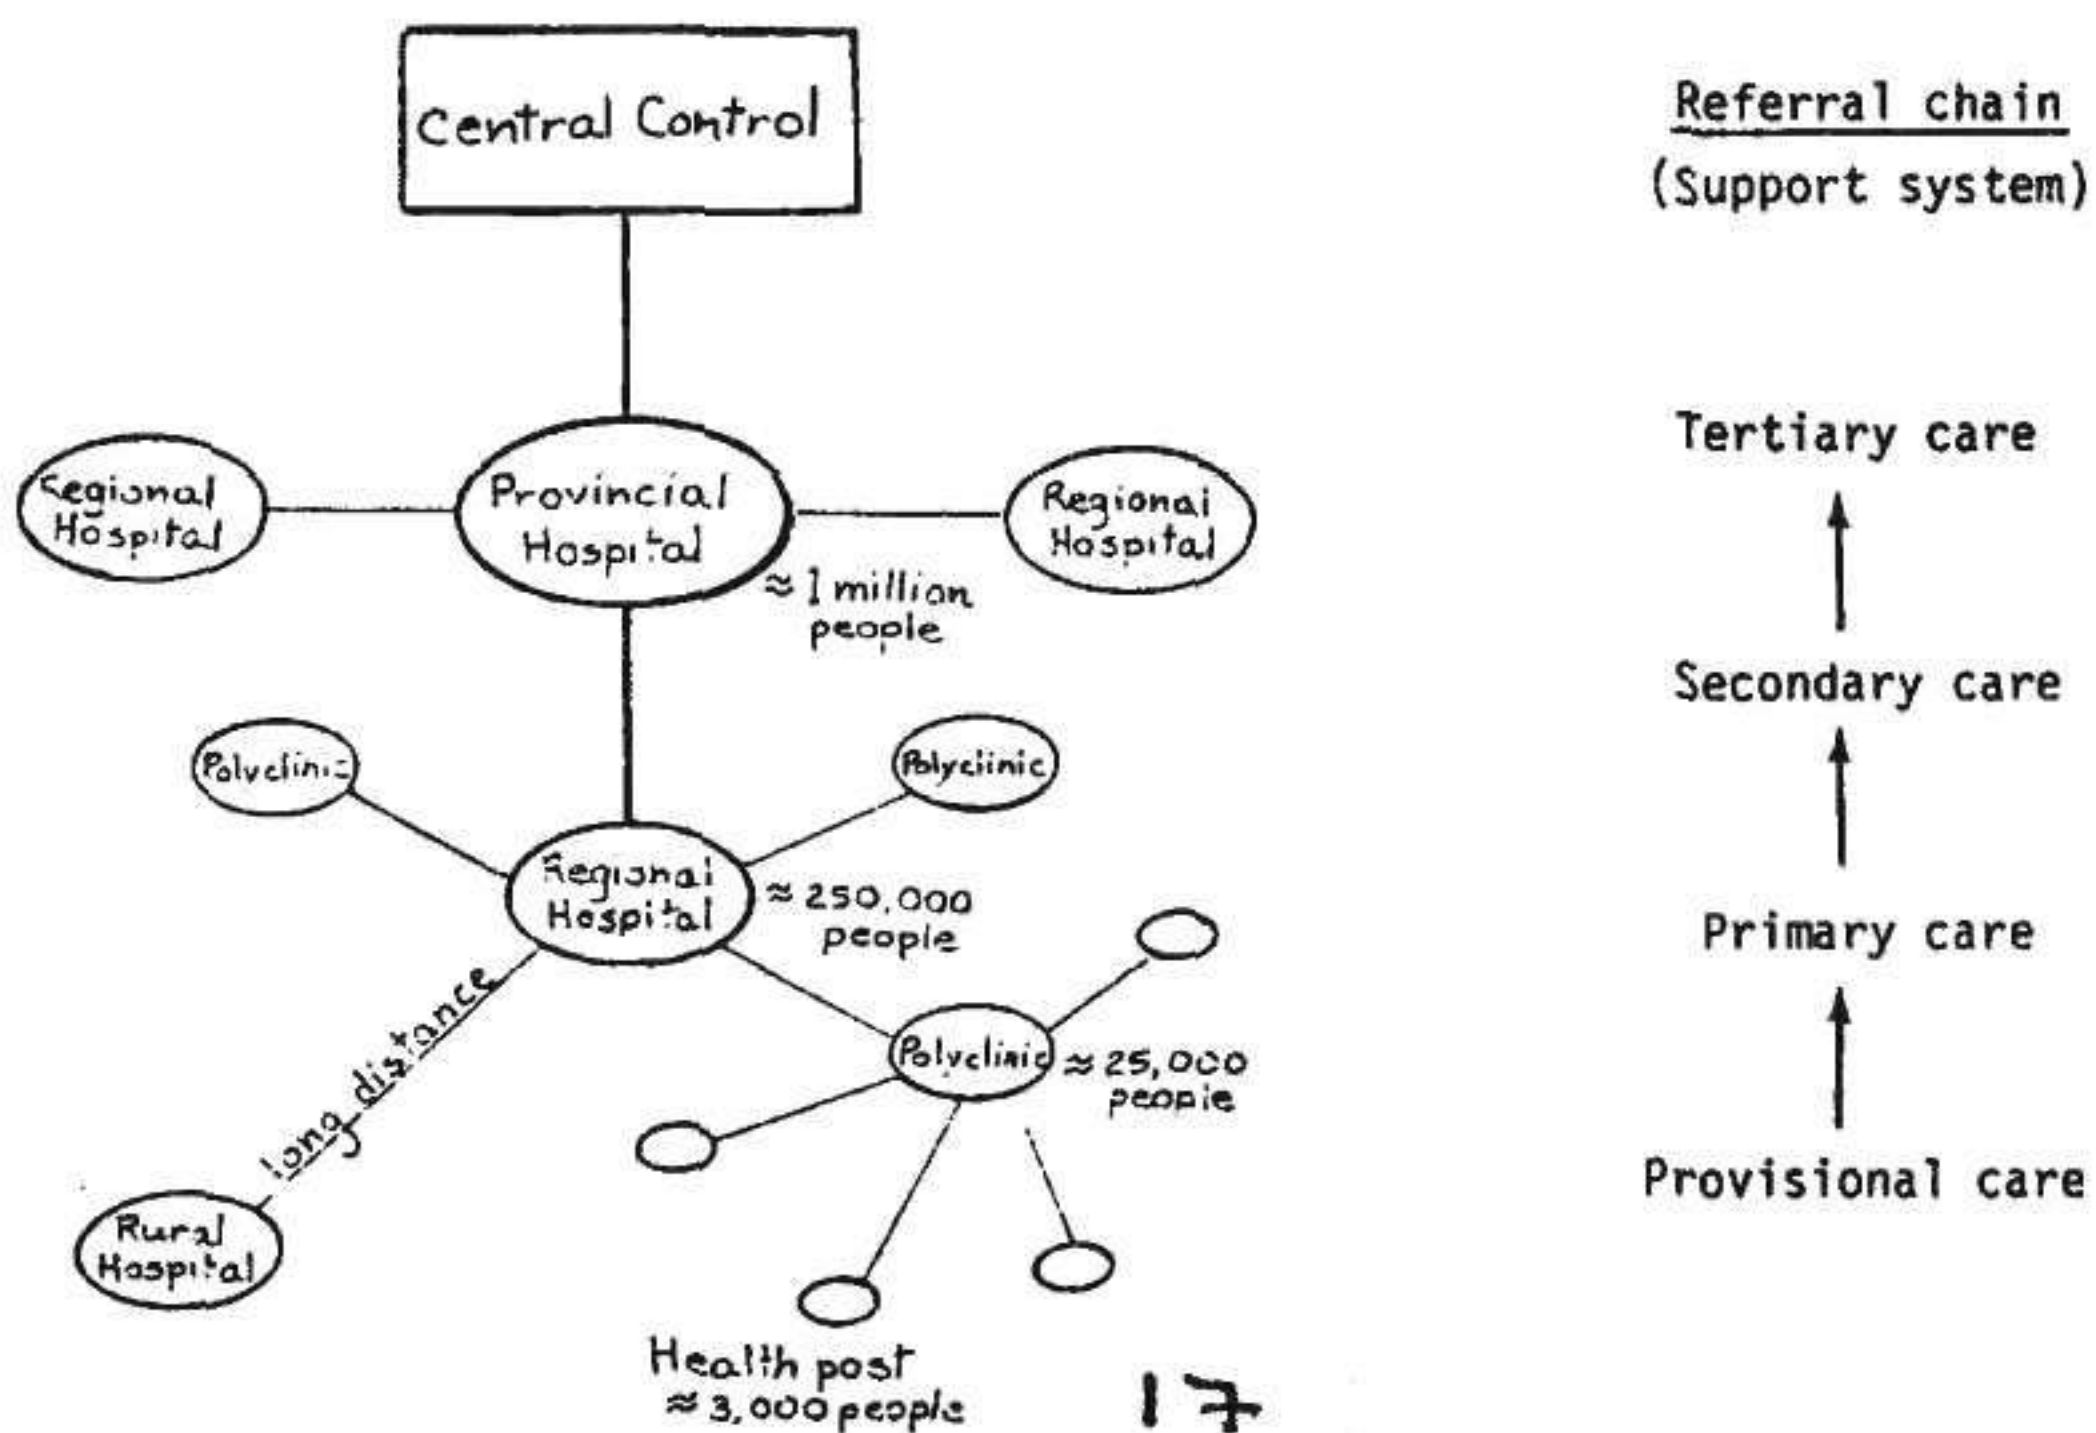 Central Control
Referral chain
(Support system)
Regional
Hospital
Provincial
Hospital
≈ 1 million
people
Regional
Hospital
Tertiary care
Secondary care
Polyclinic
Polyclinic
Regional
Hospital
≈ 250,000
people
Primary care
long distance
Polyclinic
≈ 25,000
people
Provisional care
Rural
Hospital
Health post
≈ 3,000 people
17